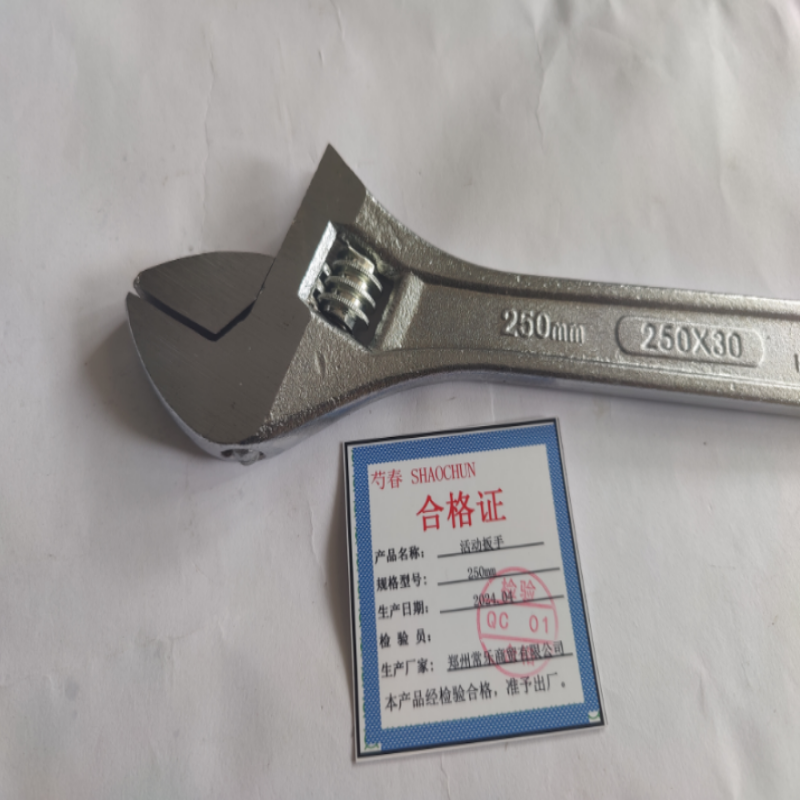 250mm
250X30
芍春 SHAOCHUN
合格证
产品名称: 活动扳手
规格型号: 250mm
生产日期: 2024.04
检 验 员:
检验
QC 01
生产厂家: 郑州常乐商贸有限公司
本产品经检验合格，准予出厂。